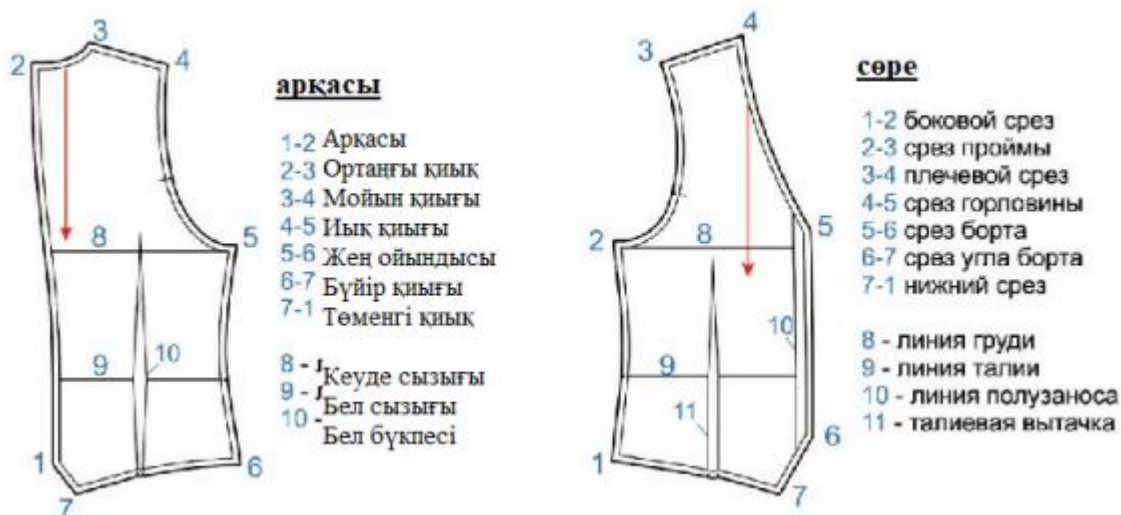 арқасы
1-2 Арқасы
2-3 Ортаңғы қиық
3-4 Мойын қиығы
4-5 Иық қиығы
5-6 Жең ойындысы
6-7 Бүйір қиығы
7-1 Төменгі қиық
8 - Кеуде сызығы
9 - Бел сызығы
10 - Бел бүкпесі
1
2
3
4
5
6
7
8
9
10
сөре
1-2 боковой срез
2-3 срез проймы
3-4 плечевой срез
4-5 срез горловины
5-6 срез борта
6-7 срез угла борта
7-1 нижний срез
8 - линия груди
9 - линия талии
10 - линия полузаноса
11 - талиевая вытачка
1
2
3
4
5
6
7
8
9
10
11